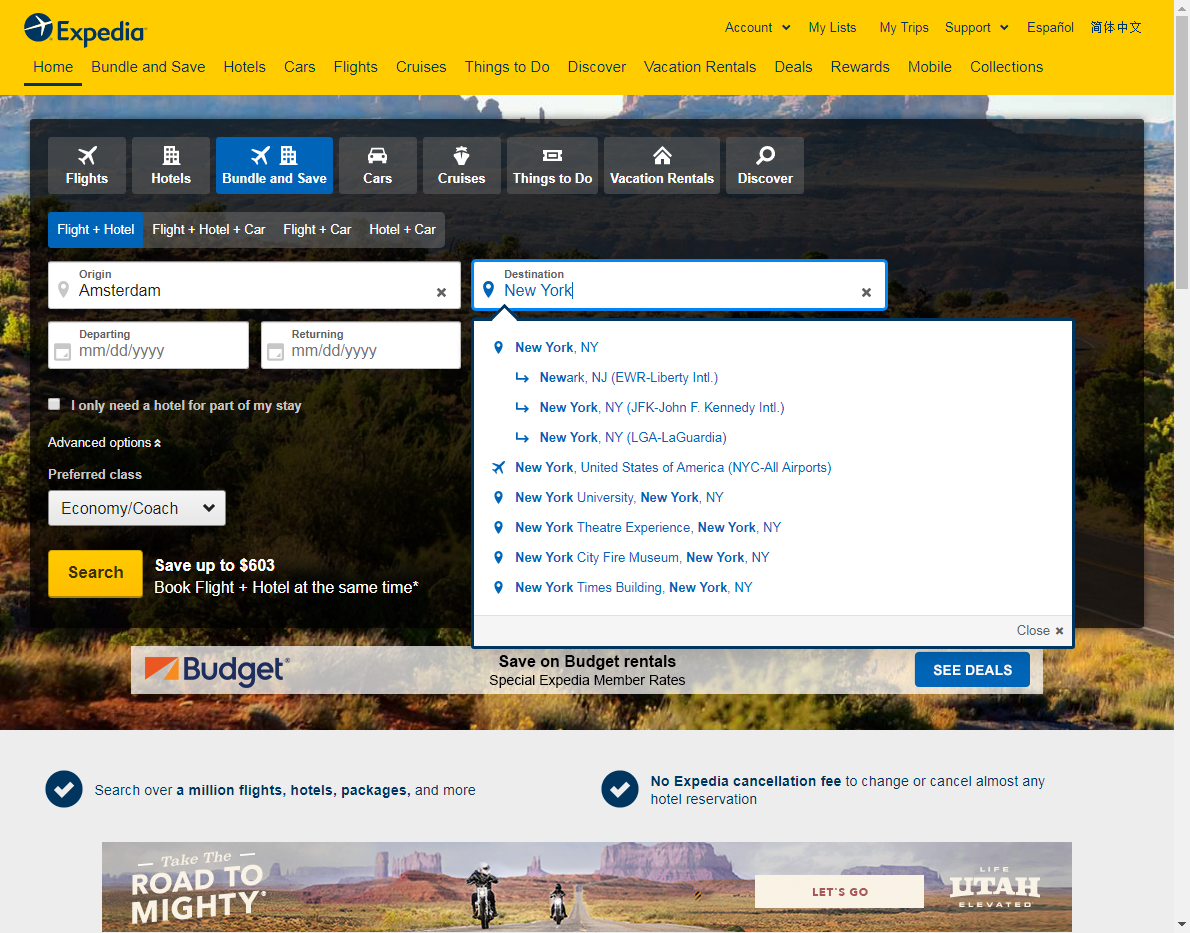 Expedia
Account
My Lists
My Trips
Support
Español
简体中文
Home
Bundle and Save
Hotels
Cars
Flights
Cruises
Things to Do
Discover
Vacation Rentals
Deals
Rewards
Mobile
Collections
Flights
Hotels
Bundle and Save
Cars
Cruises
Things to Do
Vacation Rentals
Discover
Flight + Hotel
Flight + Hotel + Car
Flight + Car
Hotel + Car
Origin
Amsterdam
Destination
New York
Departing
mm/dd/yyyy
Returning
mm/dd/yyyy
New York, NY
Newark, NJ (EWR-Liberty Intl.)
New York, NY (JFK-John F. Kennedy Intl.)
New York, NY (LGA-LaGuardia)
New York, United States of America (NYC-All Airports)
New York University, New York, NY
New York Theatre Experience, New York, NY
New York City Fire Museum, New York, NY
New York Times Building, New York, NY
Close
I only need a hotel for part of my stay
Advanced options
Preferred class
Economy/Coach
Search
Save up to $603
Book Flight + Hotel at the same time*
Budget®
Save on Budget rentals
Special Expedia Member Rates
SEE DEALS
Search over a million flights, hotels, packages, and more
No Expedia cancellation fee to change or cancel almost any
hotel reservation
Take The
ROAD TO
MIGHTY®
LET'S GO
LIFE
UTAH
ELEVATED